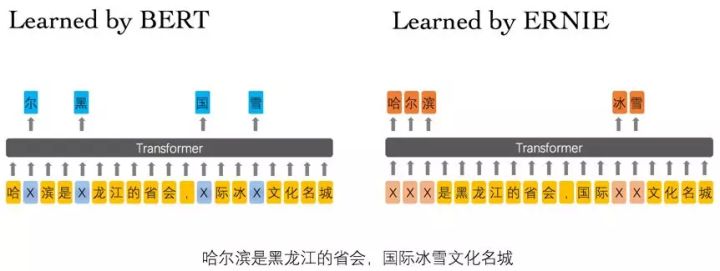 Learned by BERT
Learned by ERNIE
尔 黑 国 雪
哈 尔 滨 冰 雪
Transformer
Transformer
哈 X 滨 是 X 龙 江 的 省 会 , X 际 冰 X 文 化 名 城
X X X 是 黑 龙 江 的 省 会 , 国 际 X X 文 化 名 城
哈尔滨是黑龙江的省会，国际冰雪文化名城